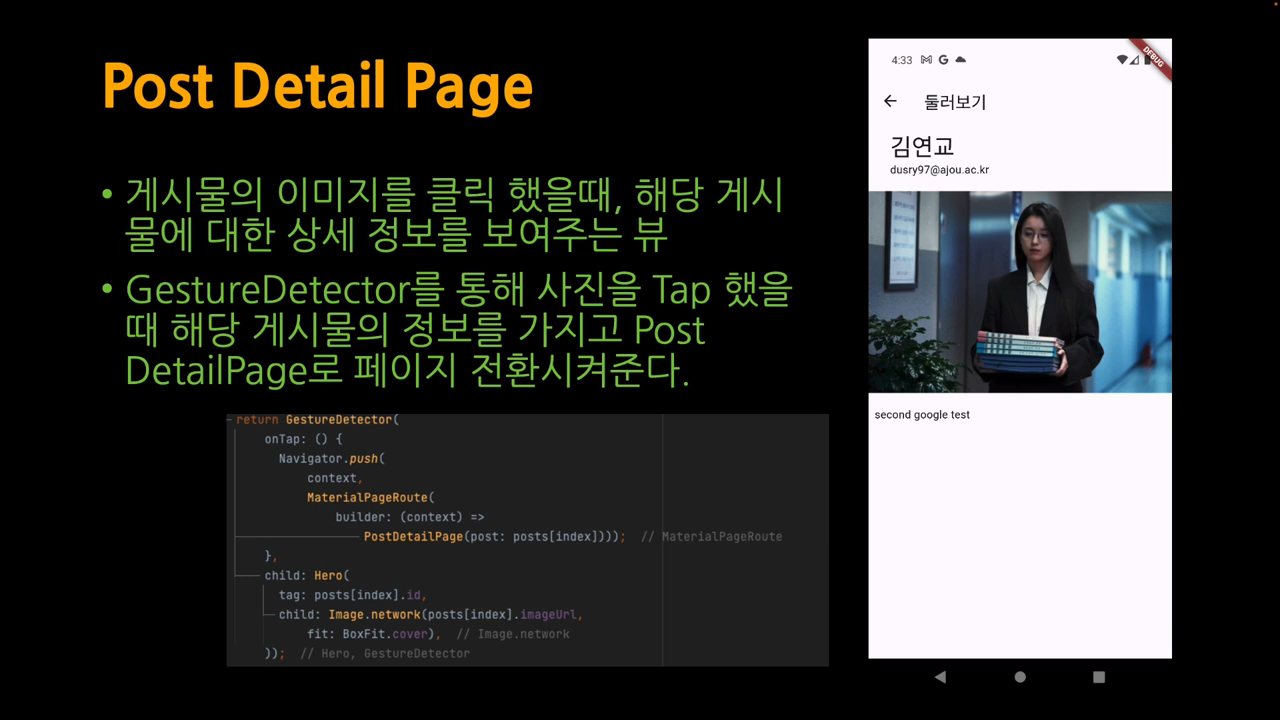 Post Detail Page
• 게시물의 이미지를 클릭 했을때, 해당 게시
물에 대한 상세 정보를 보여주는 뷰
• GestureDetector를 통해 사진을 Tap 했을
때 해당 게시물의 정보를 가지고 Post
DetailPage로 페이지 전환시켜준다.
return GestureDetector(
onTap: () {
Navigator.push(
context,
MaterialPageRoute(
builder: (context) =>
PostDetailPage(post: posts[index]))); // MaterialPageRoute
},
child: Hero(
tag: posts[index].id,
child: Image.network(posts[index].imageUrl,
fit: BoxFit.cover), // Image.network
)); // Hero, GestureDetector
4:33
DEBUG
둘러보기
김연교
dusry97@ajou.ac.kr
second google test